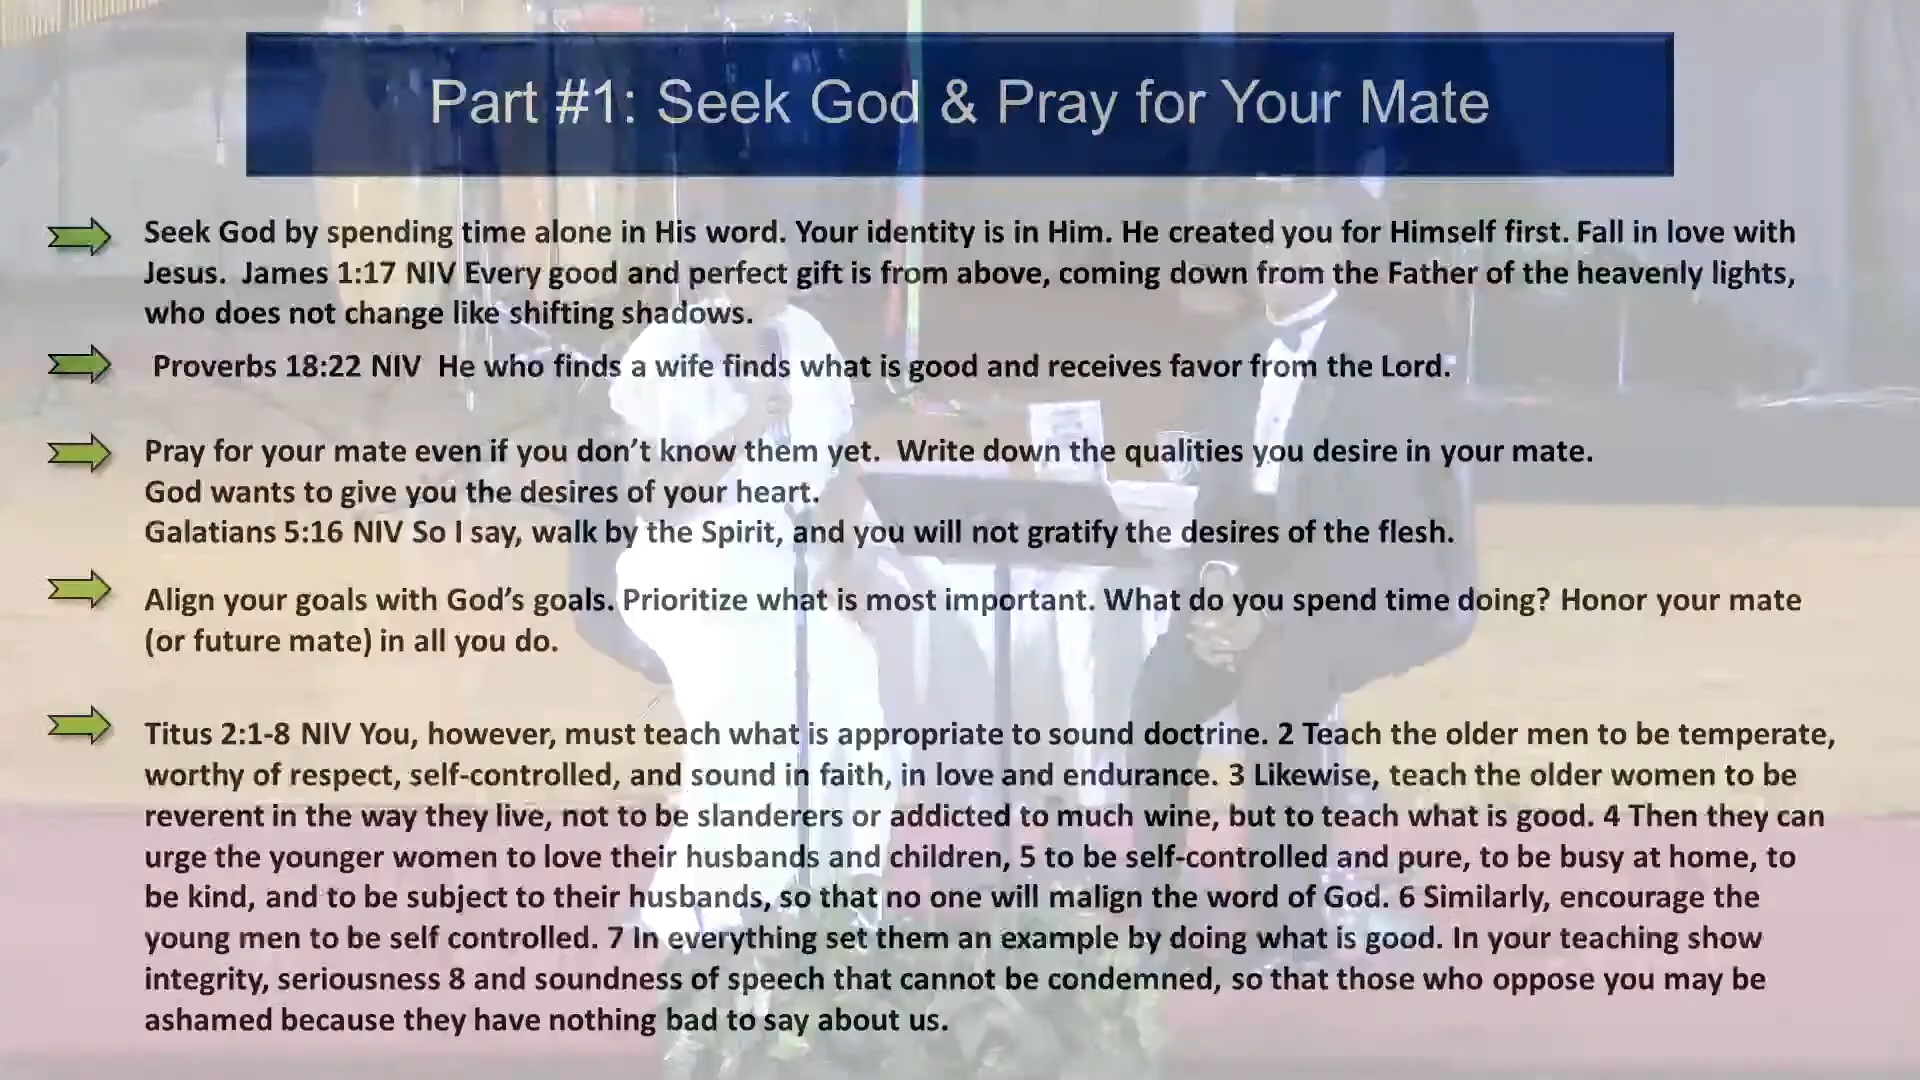 Part #1: Seek God & Pray for Your Mate
Seek God by spending time alone in His word. Your identity is in Him. He created you for Himself first. Fall in love with
Jesus.  James 1:17 NIV Every good and perfect gift is from above, coming down from the Father of the heavenly lights,
who does not change like shifting shadows.
Proverbs 18:22 NIV  He who finds a wife finds what is good and receives favor from the Lord.
Pray for your mate even if you don’t know them yet.  Write down the qualities you desire in your mate.
God wants to give you the desires of your heart.
Galatians 5:16 NIV So I say, walk by the Spirit, and you will not gratify the desires of the flesh.
Align your goals with God’s goals. Prioritize what is most important. What do you spend time doing? Honor your mate
(or future mate) in all you do.
Titus 2:1-8 NIV You, however, must teach what is appropriate to sound doctrine. 2 Teach the older men to be temperate,
worthy of respect, self-controlled, and sound in faith, in love and endurance. 3 Likewise, teach the older women to be
reverent in the way they live, not to be slanderers or addicted to much wine, but to teach what is good. 4 Then they can
urge the younger women to love their husbands and children, 5 to be self-controlled and pure, to be busy at home, to
be kind, and to be subject to their husbands, so that no one will malign the word of God. 6 Similarly, encourage the
young men to be self controlled. 7 In everything set them an example by doing what is good. In your teaching show
integrity, seriousness 8 and soundness of speech that cannot be condemned, so that those who oppose you may be
ashamed because they have nothing bad to say about us.